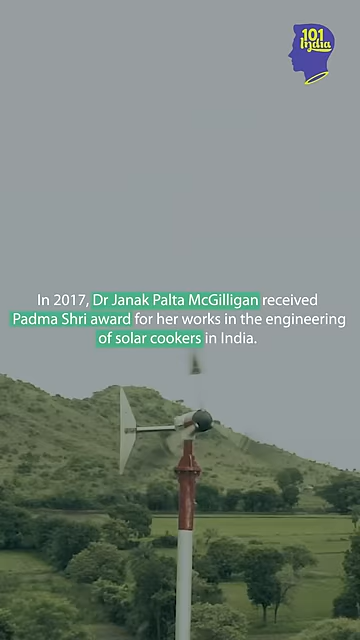 101
India
In 2017, Dr Janak Palta McGilligan received
Padma Shri award for her works in the engineering
of solar cookers in India.